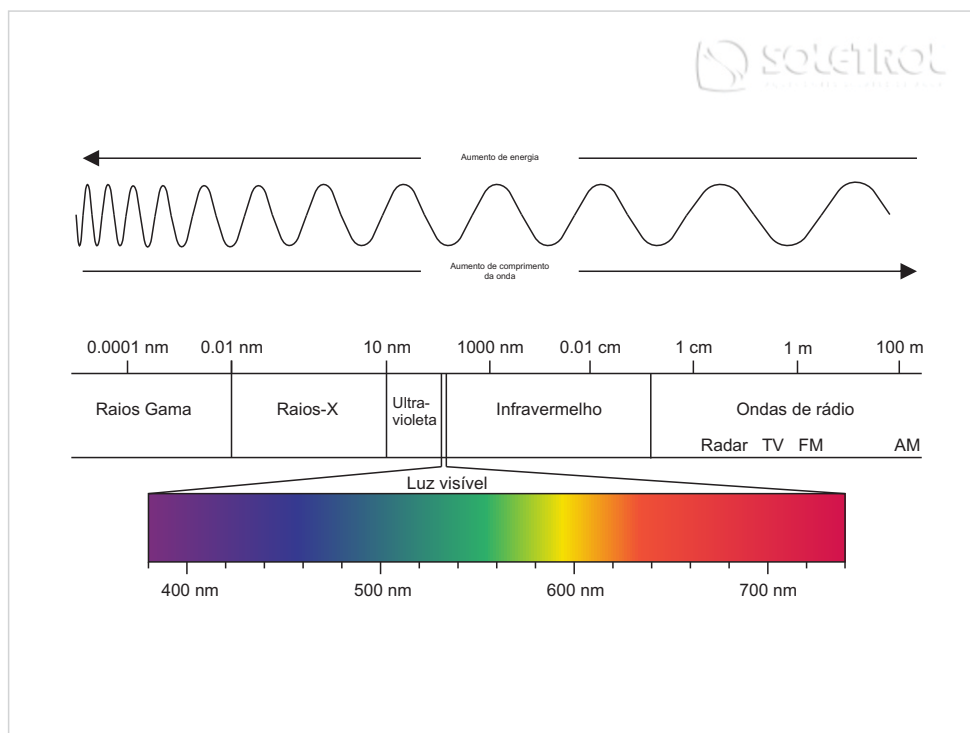 SOLETROL
Aumento de energia
Aumento de comprimento
da onda
0.0001 nm 0.01 nm 10 nm 1000 nm 0.01 cm 1 cm 1 m 100 m
Raios Gama Raios-X Ultra-
violeta Infravermelho Ondas de rádio
Radar TV FM AM
Luz visível
400 nm 500 nm 600 nm 700 nm